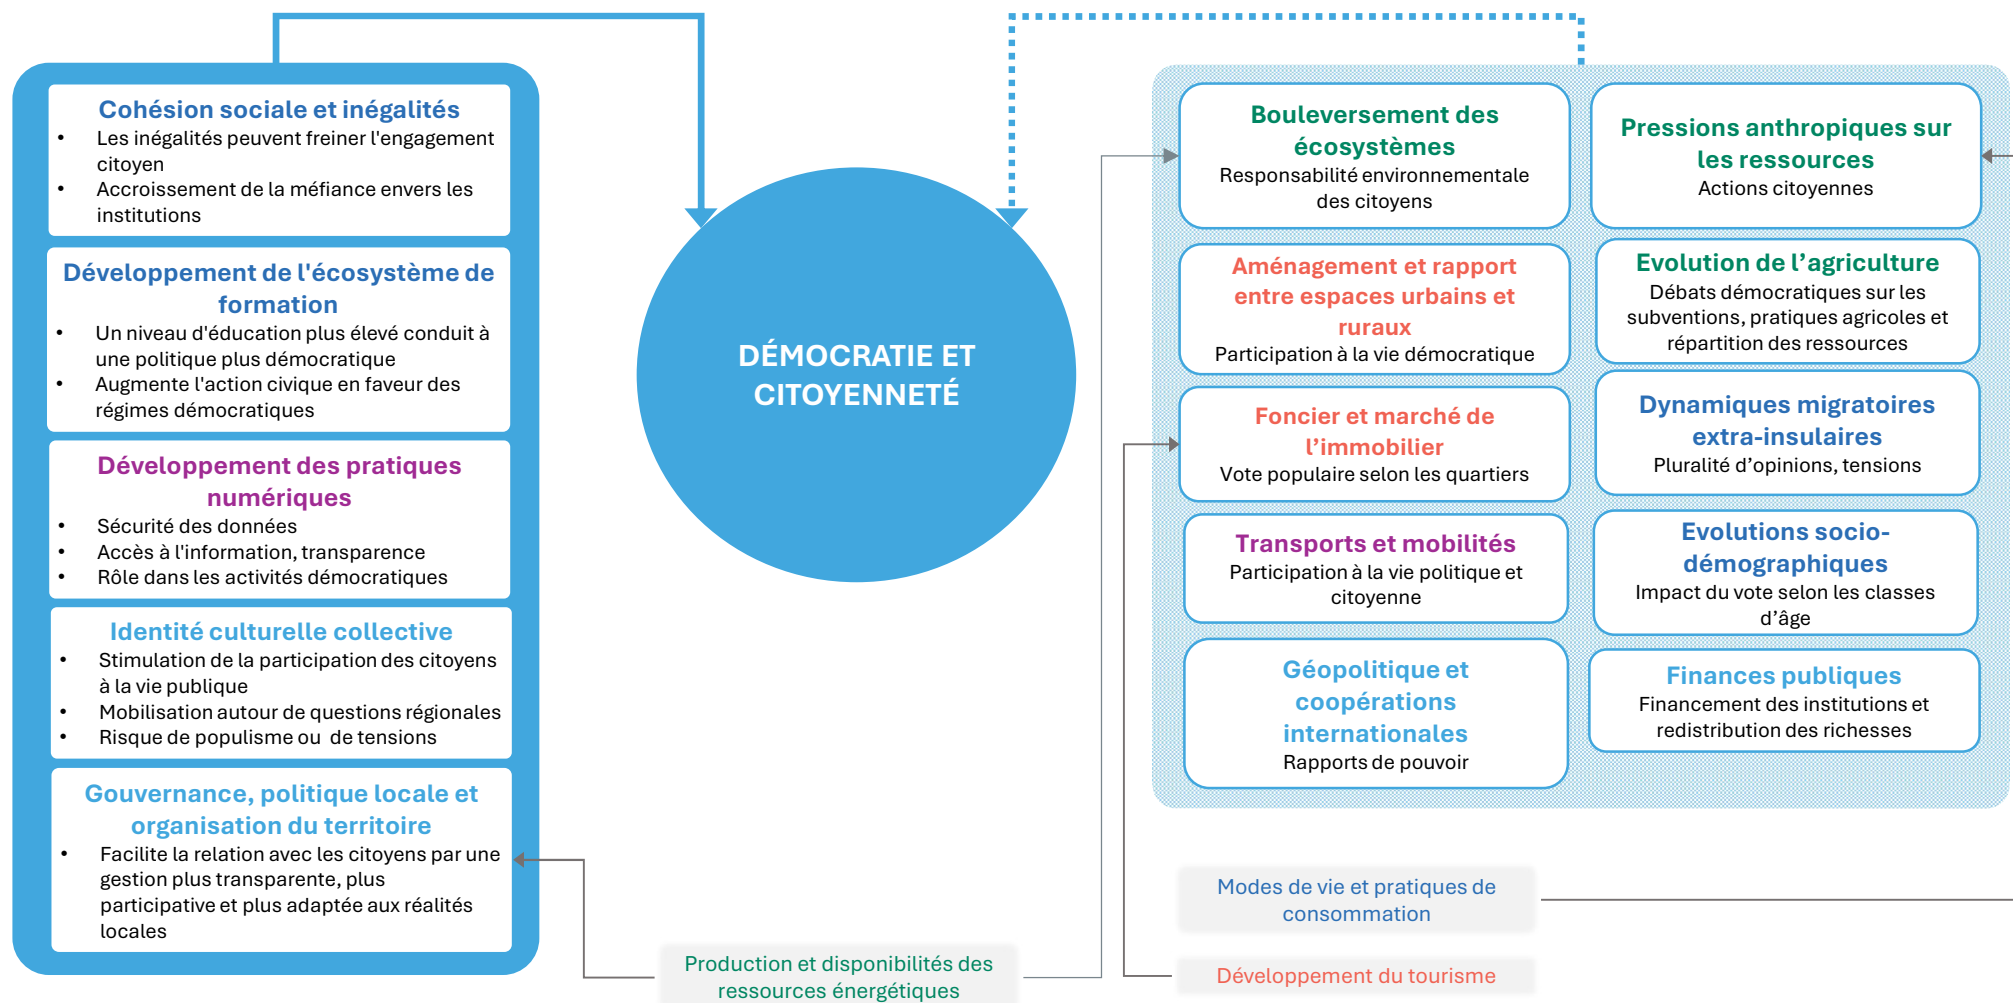 Cohésion sociale et inégalités
• Les inégalités peuvent freiner l'engagement
citoyen
• Accroissement de la méfiance envers les
institutions
Développement de l'écosystème de
formation
• Un niveau d'éducation plus élevé conduit à
une politique plus démocratique
• Augmente l'action civique en faveur des
régimes démocratiques
Développement des pratiques
numériques
• Sécurité des données
• Accès à l'information, transparence
• Rôle dans les activités démocratiques
Identité culturelle collective
• Stimulation de la participation des citoyens
à la vie publique
• Mobilisation autour de questions régionales
• Risque de populisme ou de tensions
Gouvernance, politique locale et
organisation du territoire
• Facilite la relation avec les citoyens par une
gestion plus transparente, plus
participative et plus adaptée aux réalités
locales
DÉMOCRATIE ET
CITOYENNETÉ
Bouleversement des
écosystèmes
Responsabilité environnementale
des citoyens
Aménagement et rapport
entre espaces urbains et
ruraux
Participation à la vie démocratique
Foncier et marché de
l’immobilier
Vote populaire selon les quartiers
Transports et mobilités
Participation à la vie politique et
citoyenne
Géopolitique et
coopérations
internationales
Rapports de pouvoir
Pressions anthropiques sur
les ressources
Actions citoyennes
Evolution de l’agriculture
Débats démocratiques sur les
subventions, pratiques agricoles et
répartition des ressources
Dynamiques migratoires
extra-insulaires
Pluralité d’opinions, tensions
Evolutions socio-
démographiques
Impact du vote selon les classes
d’âge
Finances publiques
Financement des institutions et
redistribution des richesses
Modes de vie et pratiques de
consommation
Production et disponibilités des
ressources énergétiques
Développement du tourisme